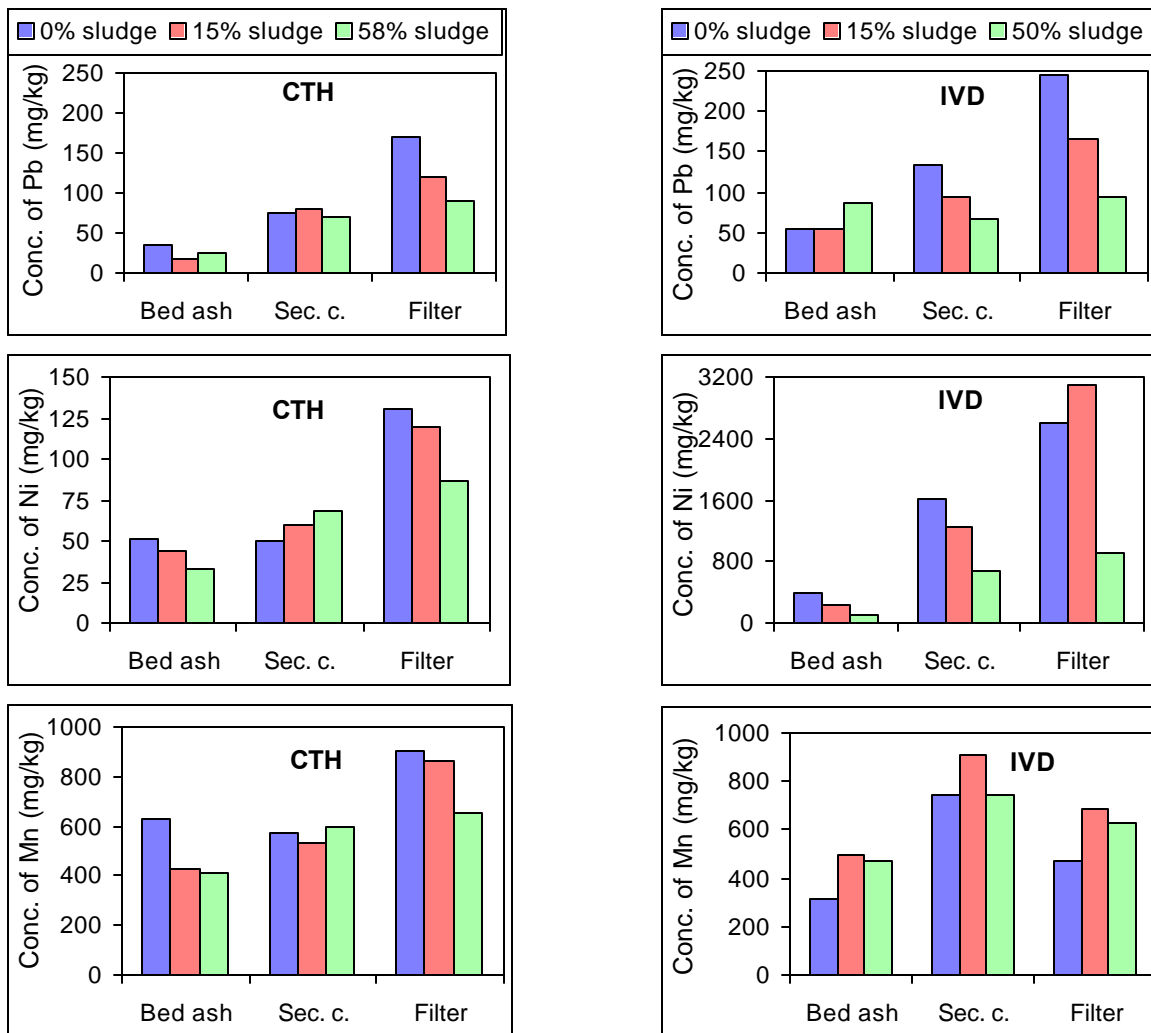 0% sludge 15% sludge 58% sludge
Conc. of Pb (mg/kg)
CTH
250
200
150
100
50
0
Bed ash Sec. c. Filter
0% sludge 15% sludge 50% sludge
Conc. of Pb (mg/kg)
IVD
250
200
150
100
50
0
Bed ash Sec. c. Filter
Conc. of Ni (mg/kg)
CTH
150
125
100
75
50
25
0
Bed ash Sec. c. Filter
Conc. of Ni (mg/kg)
IVD
3200
2400
1600
800
0
Bed ash Sec. c. Filter
Conc. of Mn (mg/kg)
CTH
1000
800
600
400
200
0
Bed ash Sec. c. Filter
Conc. of Mn (mg/kg)
IVD
1000
800
600
400
200
0
Bed ash Sec. c. Filter